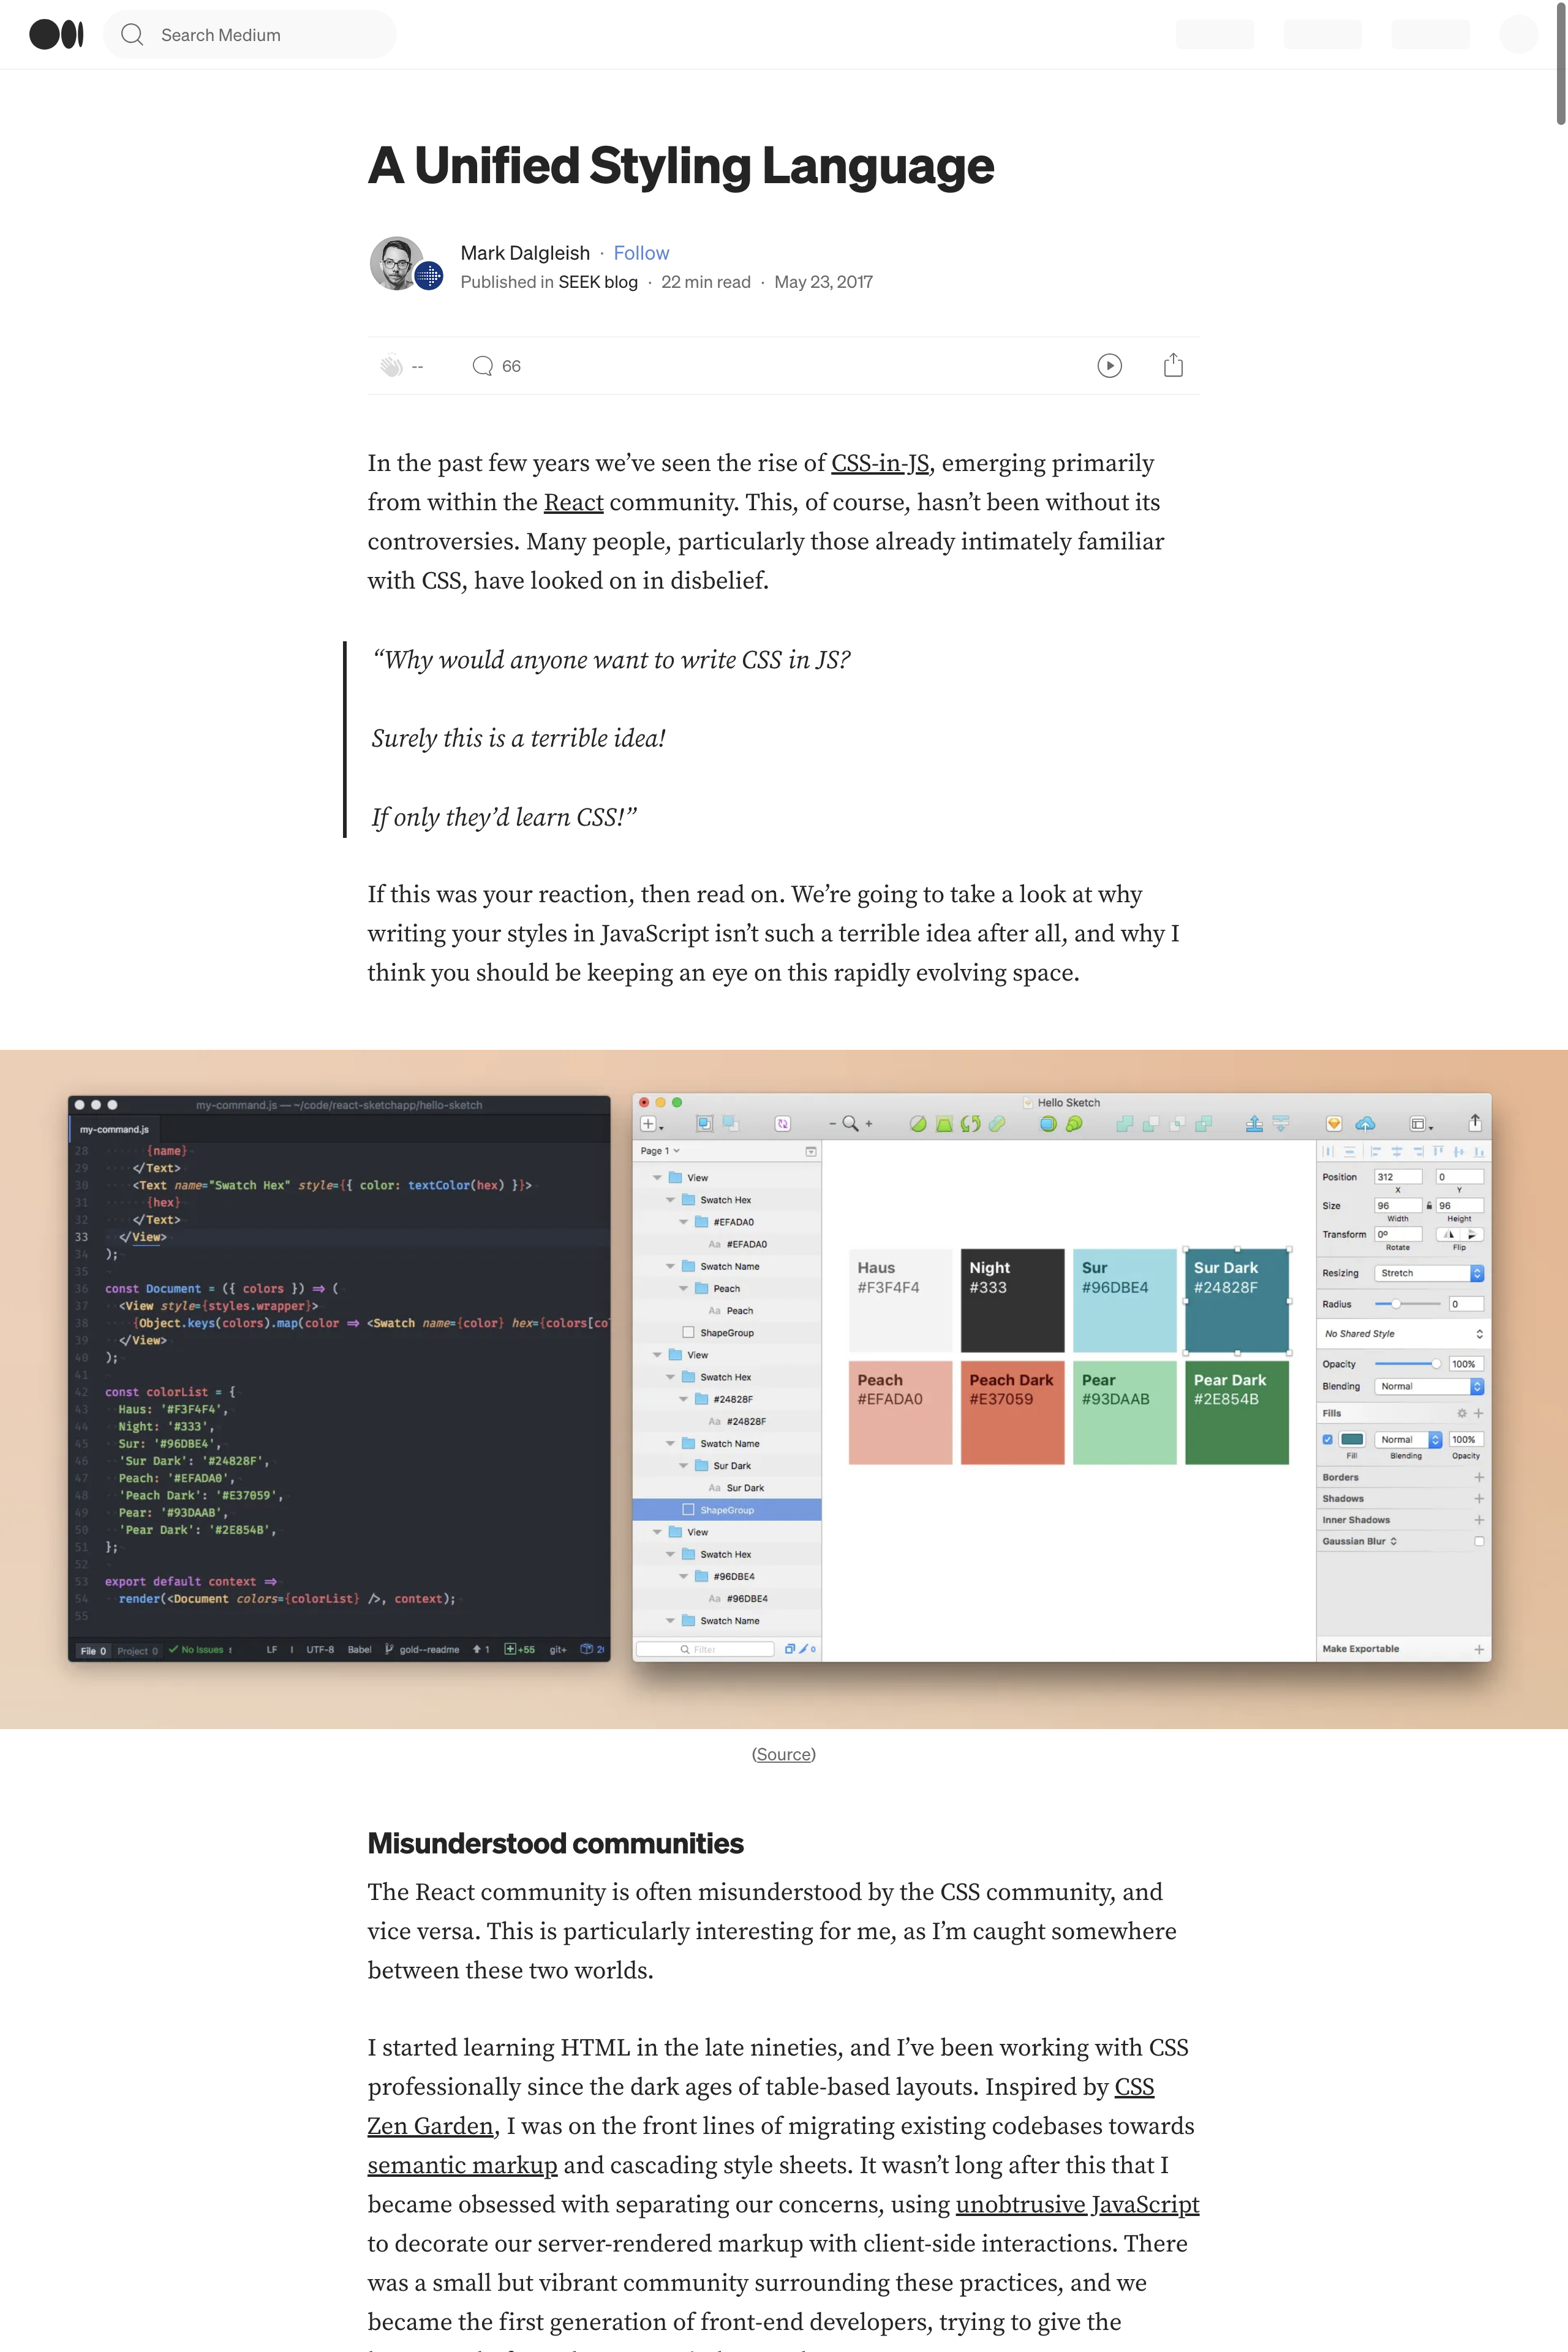 Search Medium
A Unified Styling Language
Mark Dalgleish · Follow
Published in SEEK blog · 22 min read · May 23, 2017
--
66
In the past few years we’ve seen the rise of CSS-in-JS, emerging primarily
from within the React community. This, of course, hasn’t been without its
controversies. Many people, particularly those already intimately familiar
with CSS, have looked on in disbelief.
“Why would anyone want to write CSS in JS?
Surely this is a terrible idea!
If only they’d learn CSS!”
If this was your reaction, then read on. We’re going to take a look at why
writing your styles in JavaScript isn’t such a terrible idea after all, and why I
think you should be keeping an eye on this rapidly evolving space.
my-command.js — ~/code/react-sketchapp/hello-sketch
my-command.js
28 {name}
29 </Text>
30 <Text name="Swatch Hex" style={{ color: textColor(hex) }}>
31 {hex}
32 </Text>
33 </View>
34 );
35
36 const Document = ({ colors }) => (
37 <View style={styles.wrapper}>
38 {Object.keys(colors).map(color => <Swatch name={color} hex={colors[co
39 </View>
40 );
41
42 const colorList = {
43 Haus: '#F3F4F4',
44 Night: '#333',
45 Sur: '#96DBE4',
46 'Sur Dark': '#24828F',
47 Peach: '#EFADA0',
48 'Peach Dark': '#E37059',
49 Pear: '#93DAAB',
50 'Pear Dark': '#2E854B',
51 };
52
53 export default context =>
54 render(<Document colors={colorList} />, context);
55
File 0 Project 0 No Issues LF UTF-8 Babel gold--readme 1 +55 git+
Hello Sketch
Page 1
View
Swatch Hex
#EFADA0
Aa #EFADA0
Swatch Name
Peach
Aa Peach
ShapeGroup
View
Swatch Hex
#24828F
Aa #24828F
Swatch Name
Sur Dark
Aa Sur Dark
ShapeGroup
View
Swatch Hex
#96DBE4
Aa #96DBE4
Swatch Name
Filter
0
Haus
#F3F4F4
Night
#333
Sur
#96DBE4
Sur Dark
#24828F
Peach
#EFADA0
Peach Dark
#E37059
Pear
#93DAAB
Pear Dark
#2E854B
Position 312 0
X Y
Size 96 96
Width Height
Transform 0º
Rotate Flip
Resizing Stretch
Radius 0
No Shared Style
Opacity 100%
Blending Normal
Fills
Normal 100%
Fill Blending Opacity
Borders
Shadows
Inner Shadows
Gaussian Blur
Make Exportable
(Source)
Misunderstood communities
The React community is often misunderstood by the CSS community, and
vice versa. This is particularly interesting for me, as I’m caught somewhere
between these two worlds.
I started learning HTML in the late nineties, and I’ve been working with CSS
professionally since the dark ages of table-based layouts. Inspired by CSS
Zen Garden, I was on the front lines of migrating existing codebases towards
semantic markup and cascading style sheets. It wasn’t long after this that I
became obsessed with separating our concerns, using unobtrusive JavaScript
to decorate our server-rendered markup with client-side interactions. There
was a small but vibrant community surrounding these practices, and we
became the first generation of front-end developers, trying to give the